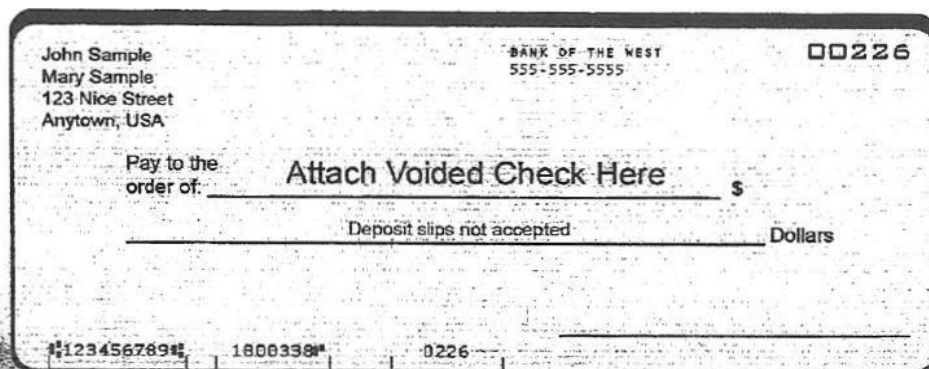 John Sample
Mary Sample
123 Nice Street
Anytown, USA
BANK OF THE WEST
555-555-5555
00226
Pay to the
order of: Attach Voided Check Here $
Deposit slips not accepted Dollars
⑆123456789⑆ 1800338⑈ 0226